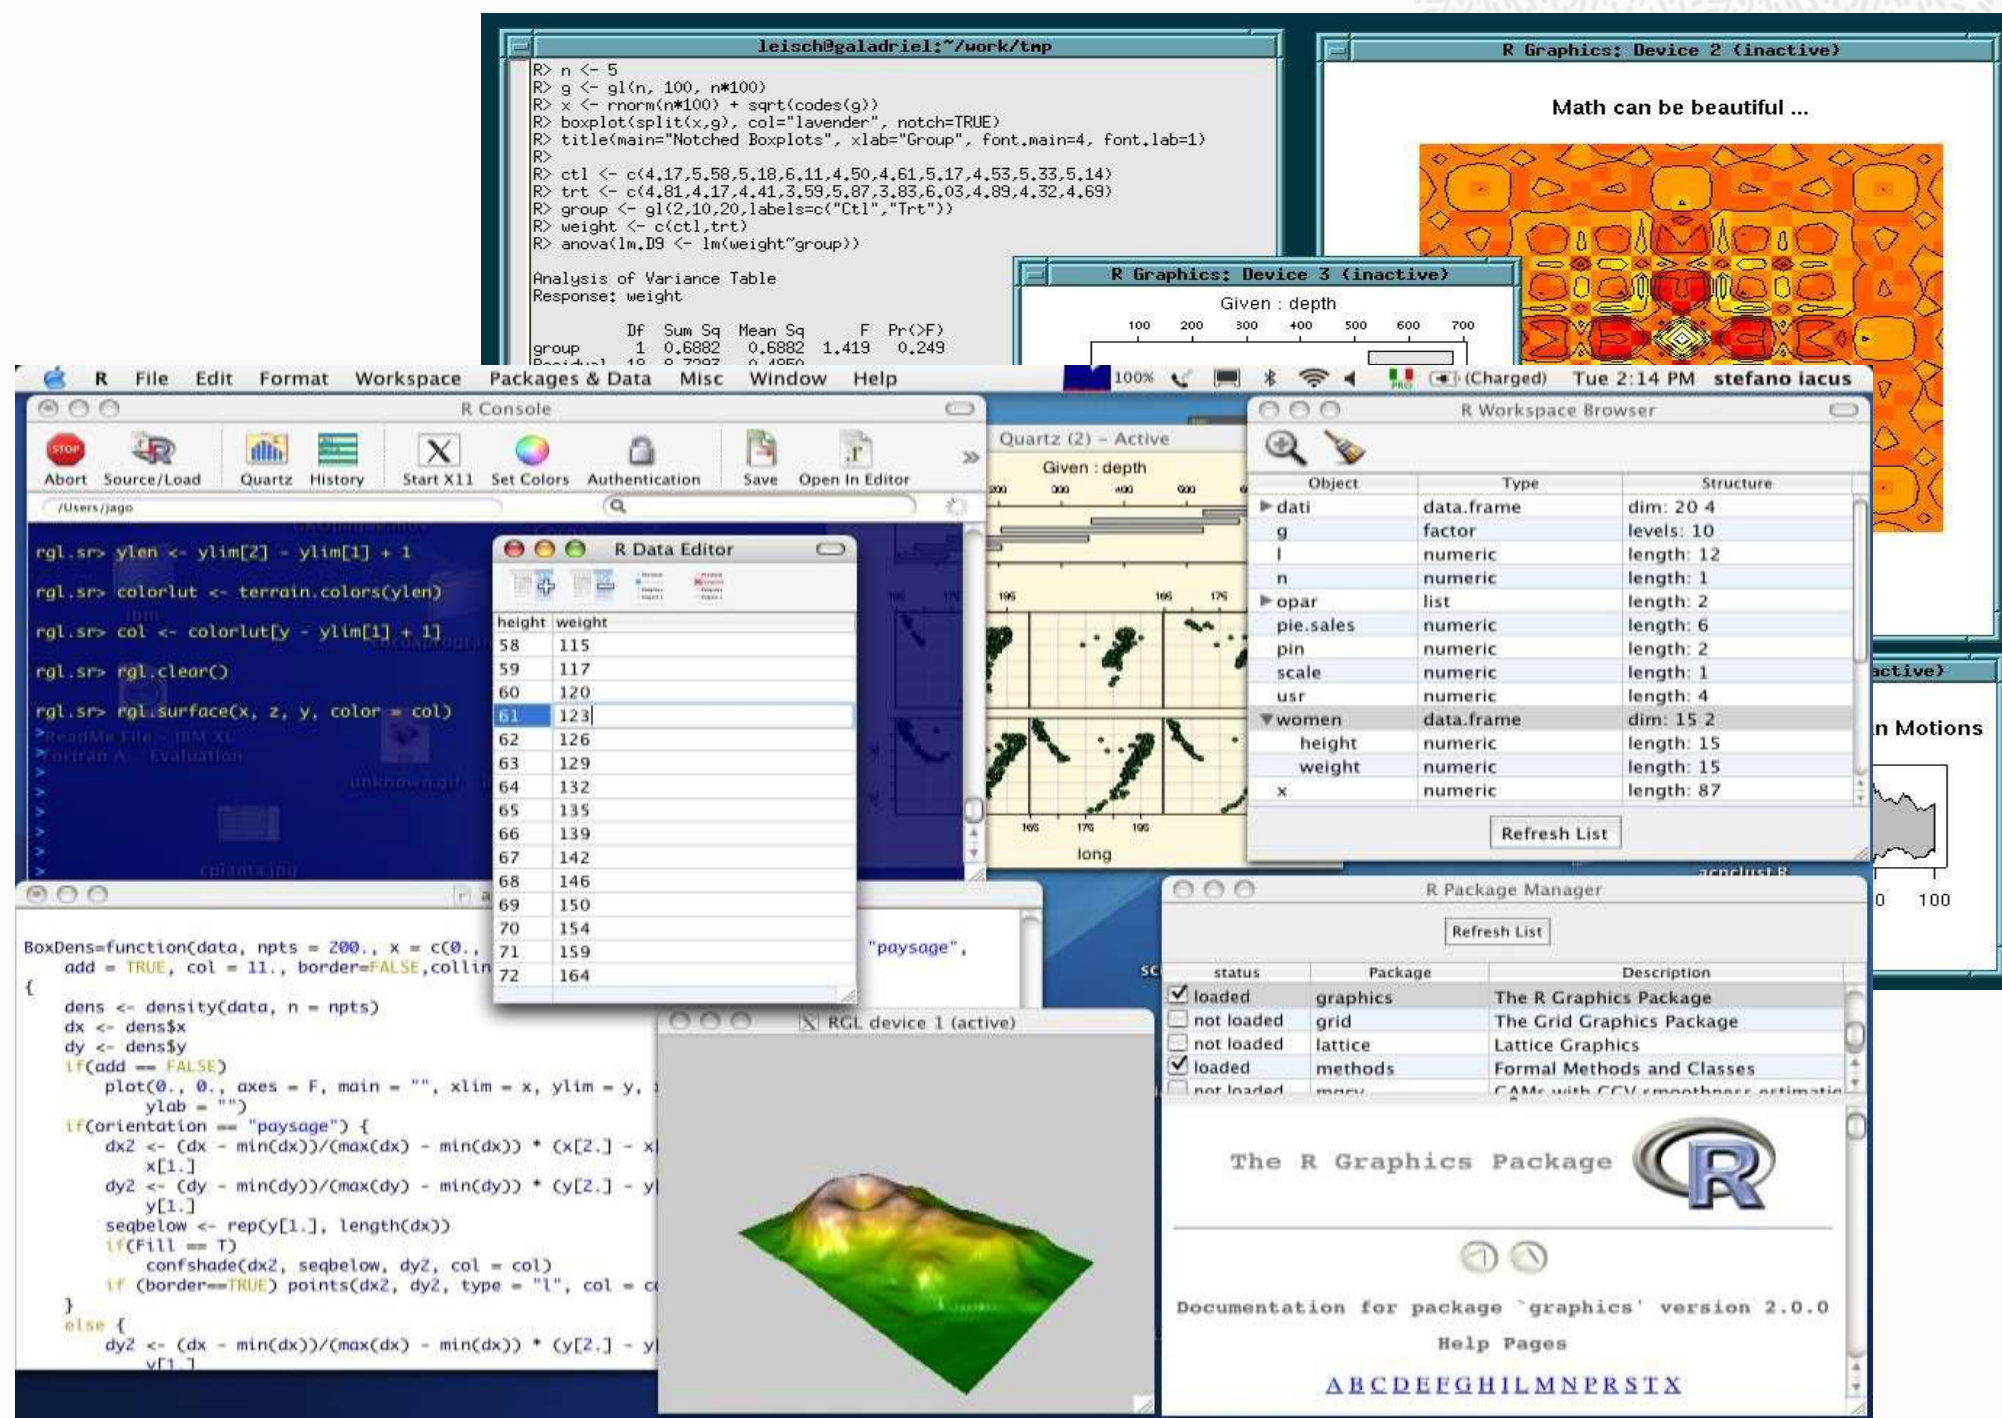 leisch@galadriel:~/work/tmp
R> n <- 5
R> g <- gl(n, 100, n*100)
R> x <- rnorm(n*100) + sqrt(codes(g))
R> boxplot(split(x,g), col="lavender", notch=TRUE)
R> title(main="Notched Boxplots", xlab="Group", font.main=4, font.lab=1)
R>
R> ctl <- c(4.17,5.58,5.18,6.11,4.50,4.61,5.17,4.53,5.33,5.14)
R> trt <- c(4.81,4.17,4.41,3.59,5.87,3.83,6.03,4.89,4.32,4.69)
R> group <- gl(2,10,20,labels=c("Ctl","Trt"))
R> weight <- c(ctl,trt)
R> anova(lm.D9 <- lm(weight~group))
Analysis of Variance Table
Response: weight
Df Sum Sq Mean Sq F Pr(>F)
group 1 0.6882 0.6882 1.419 0.249
R Graphics: Device 2 (inactive)
Math can be beautiful ...
R Graphics: Device 3 (inactive)
Given : depth
100 200 300 400 500 600 700
R File Edit Format Workspace Packages & Data Misc Window Help
100% (Charged) Tue 2:14 PM stefano iacus
R Console
STOP
Abort Source/Load Quartz History Start X11 Set Colors Authentication Save Open In Editor
/Users/jago
rgl.sr> ylen <- ylim[2] - ylim[1] + 1
rgl.sr> colorlut <- terrain.colors(ylen)
rgl.sr> col <- colorlut[y - ylim[1] + 1]
rgl.sr> rgl.clear()
rgl.sr> rgl.surface(x, z, y, color = col)
>
>
>
>
>
>
>
>
R Data Editor
height weight
58 115
59 117
60 120
61 123
62 126
63 129
64 132
65 135
66 139
67 142
68 146
69 150
70 154
71 159
72 164
Quartz (2) - Active
Given : depth
300 400 600
165 175 195
long
R Workspace Browser
Object Type Structure
dati data.frame dim: 20 4
g factor levels: 10
l numeric length: 12
n numeric length: 1
opar list length: 2
pie.sales numeric length: 6
pin numeric length: 2
scale numeric length: 1
usr numeric length: 4
women data.frame dim: 15 2
height numeric length: 15
weight numeric length: 15
x numeric length: 87
Refresh List
active)
n Motions
0 100
BoxDens=function(data, npts = 200., x = c(0., "paysage",
add = TRUE, col = 11., border=FALSE,collin
{
dens <- density(data, n = npts)
dx <- dens$x
dy <- dens$y
if(add == FALSE)
plot(0., 0., axes = F, main = "", xlim = x, ylim = y,
ylab = "")
if(orientation == "paysage") {
dx2 <- (dx - min(dx))/(max(dx) - min(dx)) * (x[2.] - x
x[1.]
dy2 <- (dy - min(dy))/(max(dy) - min(dy)) * (y[2.] - y
y[1.]
seqbelow <- rep(y[1.], length(dx))
if(Fill == T)
confshade(dx2, seqbelow, dy2, col = col)
if (border==TRUE) points(dx2, dy2, type = "l", col = c
}
else {
dy2 <- (dx - min(dx))/(max(dx) - min(dx)) * (y[2.] - y
y[1.]
RGL device 1 (active)
R Package Manager
Refresh List
status Package Description
loaded graphics The R Graphics Package
not loaded grid The Grid Graphics Package
not loaded lattice Lattice Graphics
loaded methods Formal Methods and Classes
not loaded mgcv
The R Graphics Package
R
Documentation for package `graphics' version 2.0.0
Help Pages
A B C D E F G H I L M N P R S T X